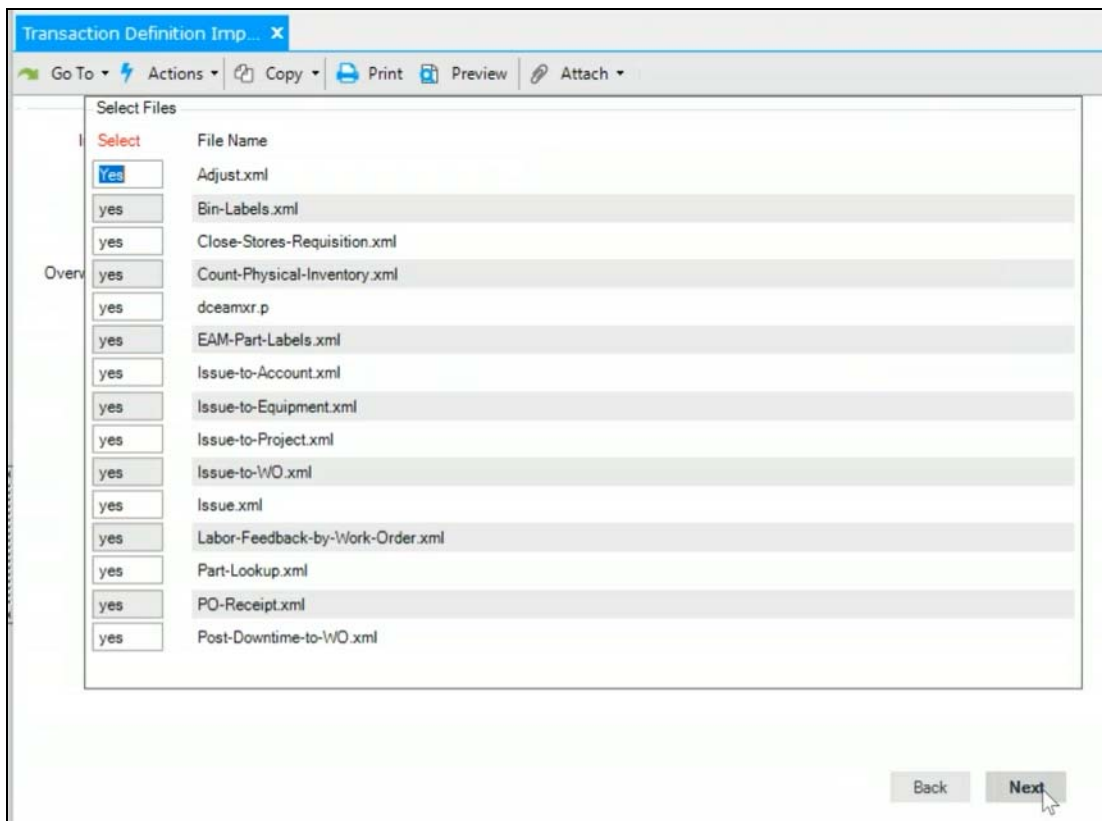 Transaction Definition Imp... X
Go To Actions Copy Print Preview Attach
Select Files
Select File Name
Yes Adjust.xml
yes Bin-Labels.xml
yes Close-Stores-Requisition.xml
Overw yes Count-Physical-Inventory.xml
yes dceamxr.p
yes EAM-Part-Labels.xml
yes Issue-to-Account.xml
yes Issue-to-Equipment.xml
yes Issue-to-Project.xml
yes Issue-to-WO.xml
yes Issue.xml
yes Labor-Feedback-by-Work-Order.xml
yes Part-Lookup.xml
yes PO-Receipt.xml
yes Post-Downtime-to-WO.xml
Back Next